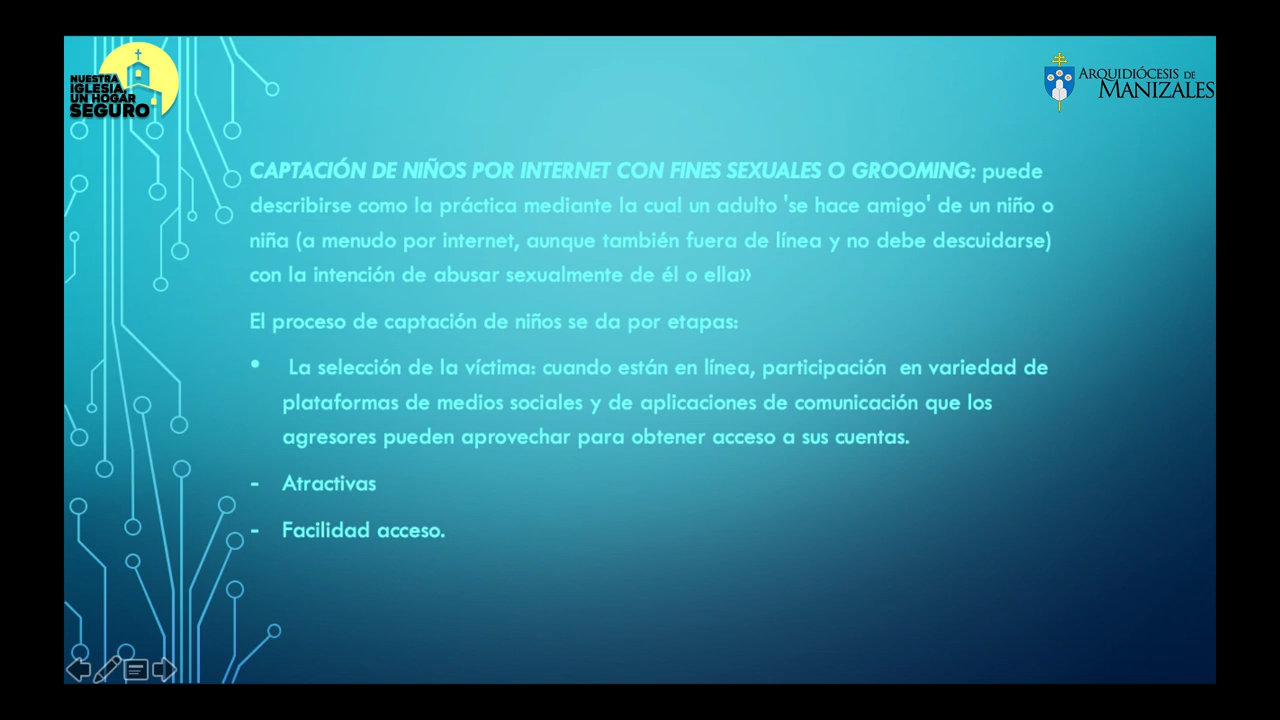 NUESTRA
IGLESIA,
UN HOGAR
SEGURO
ARQUIDIÓCESIS DE
MANIZALES
CAPTACIÓN DE NIÑOS POR INTERNET CON FINES SEXUALES O GROOMING: puede
describirse como la práctica mediante la cual un adulto 'se hace amigo' de un niño o
niña (a menudo por internet, aunque también fuera de línea y no debe descuidarse)
con la intención de abusar sexualmente de él o ella»
El proceso de captación de niños se da por etapas:
• La selección de la víctima: cuando están en línea, participación en variedad de
plataformas de medios sociales y de aplicaciones de comunicación que los
agresores pueden aprovechar para obtener acceso a sus cuentas.
- Atractivas
- Facilidad acceso.